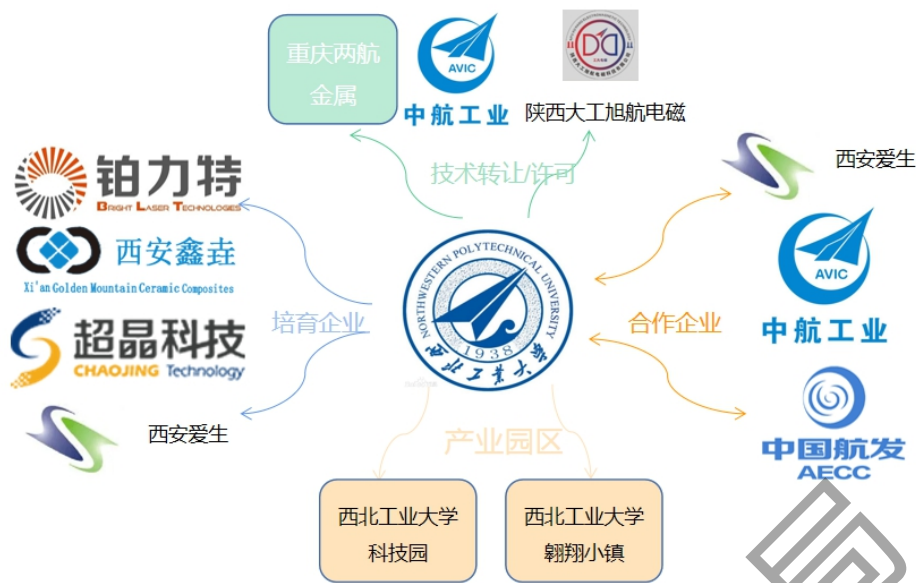 重庆两航
金属
AVIC
中航工业
陕西大工旭航电磁
技术转让/许可
西安爱生
铂力特
BRIGHT LASER TECHNOLOGIES
西安鑫垚
Xi'an Golden Mountain Ceramic Composites
超晶科技
CHAOJING Technology
西安爱生
培育企业
NORTHWESTERN POLYTECHNICAL UNIVERSITY
1938
西北工业大学
合作企业
AVIC
中航工业
中国航发
AECC
产业园区
西北工业大学
科技园
西北工业大学
翱翔小镇